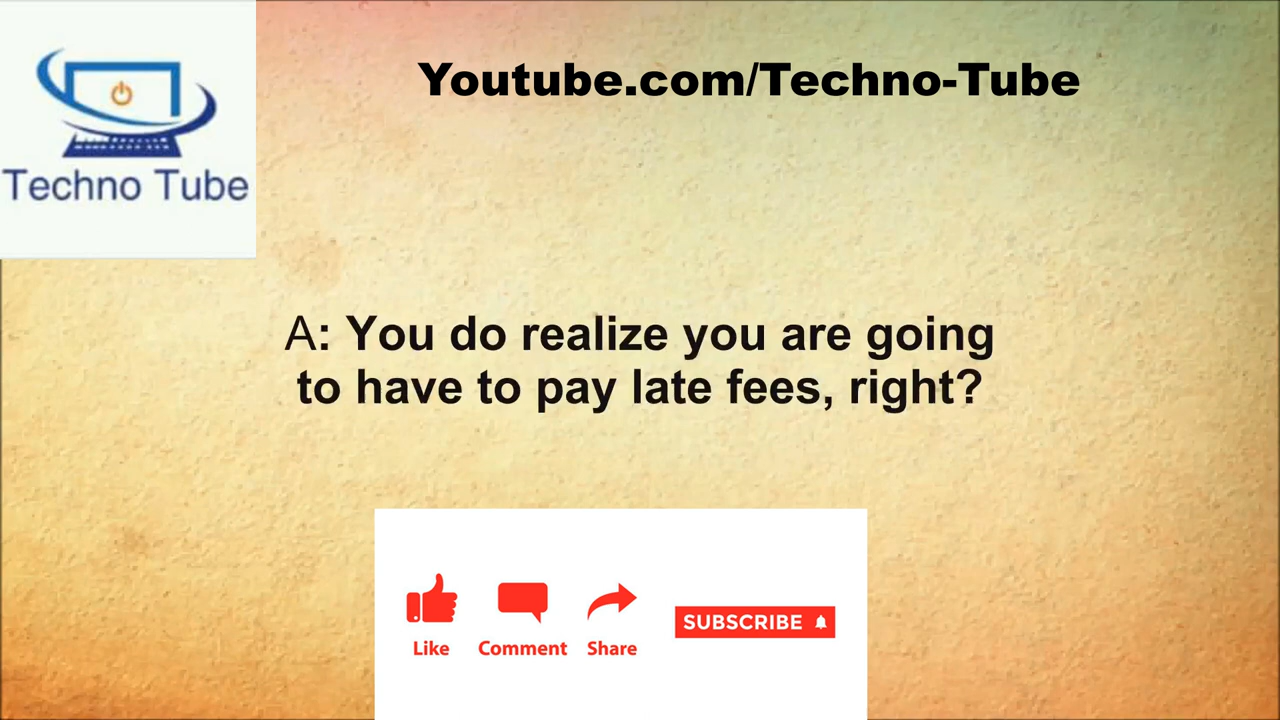 Youtube.com/Techno-Tube
Techno Tube
A: You do realize you are going
to have to pay late fees, right?
Like Comment Share
SUBSCRIBE